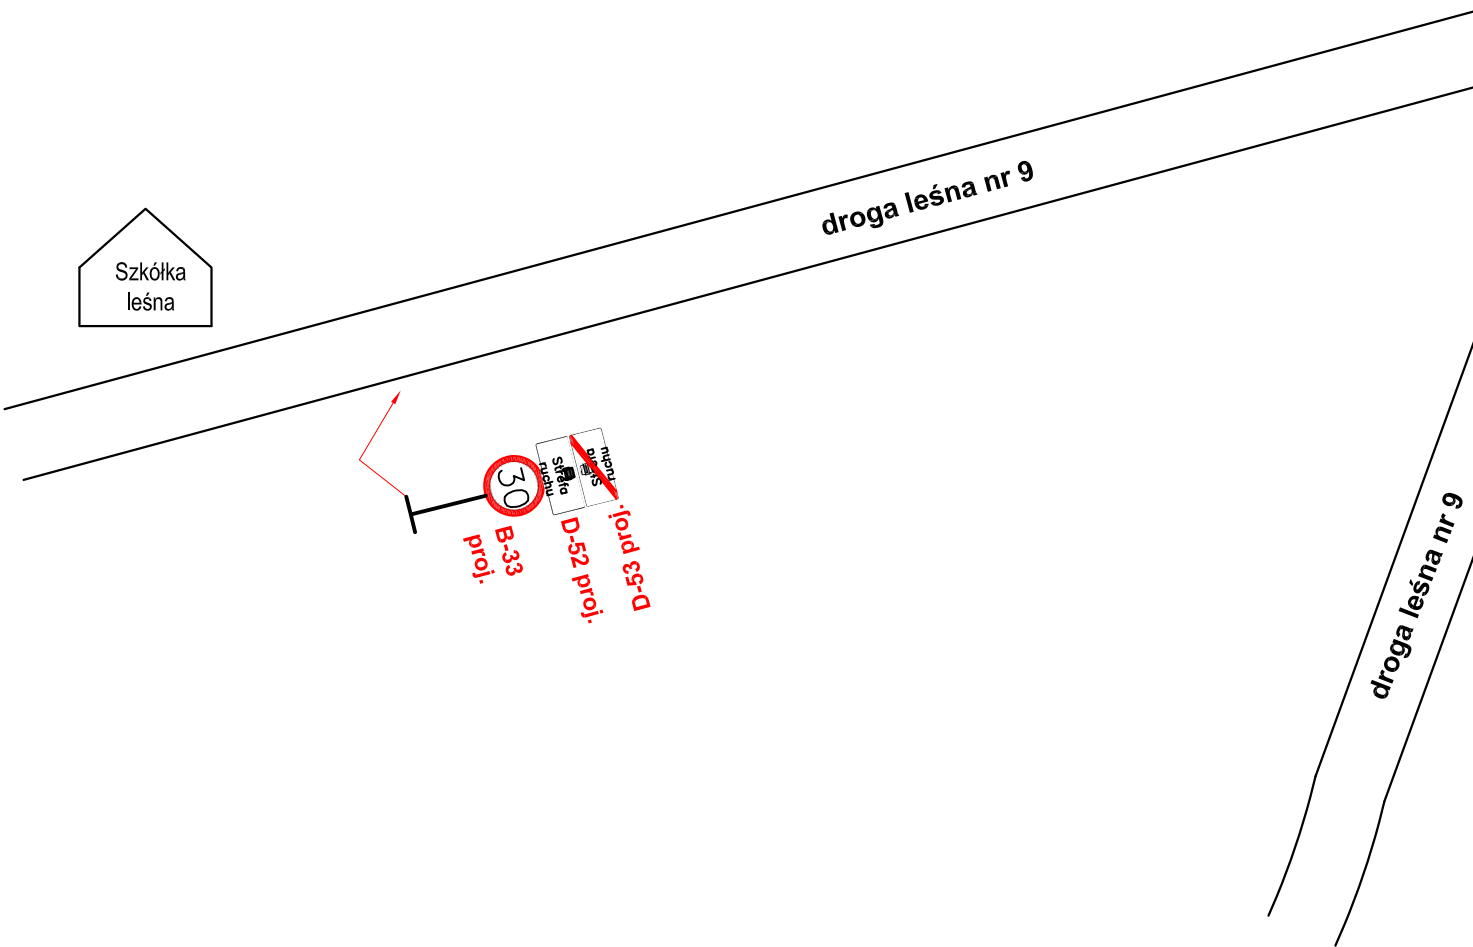 droga leśna nr 9
Szkółka
leśna
30
Strefa
ruchu
Strefa
ruchu
B-33
proj.
D-52 proj.
D-53 proj.
droga leśna nr 9